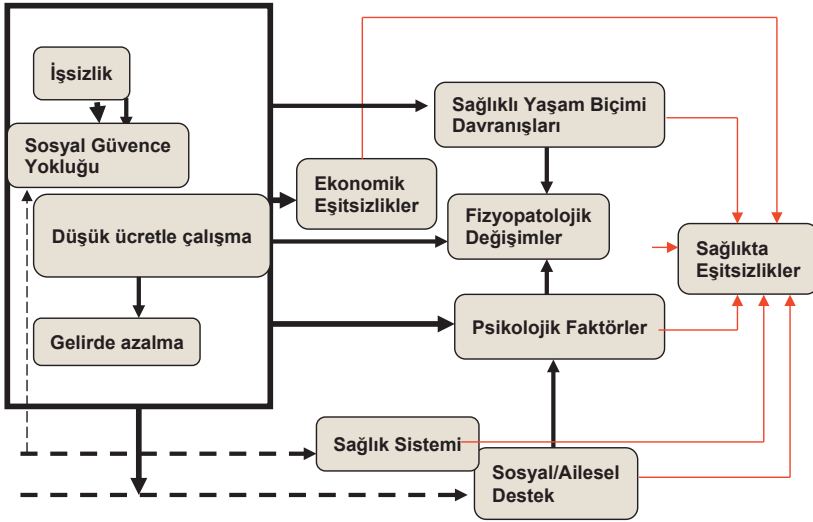 İşsizlik
Sosyal Güvence
Yokluğu
Düşük ücretle çalışma
Gelirde azalma
Ekonomik
Eşitsizlikler
Sağlıklı Yaşam Biçimi
Davranışları
Fizyopatolojik
Değişimler
Psikolojik Faktörler
Sağlık Sistemi
Sosyal/Ailesel
Destek
Sağlıkta
Eşitsizlikler